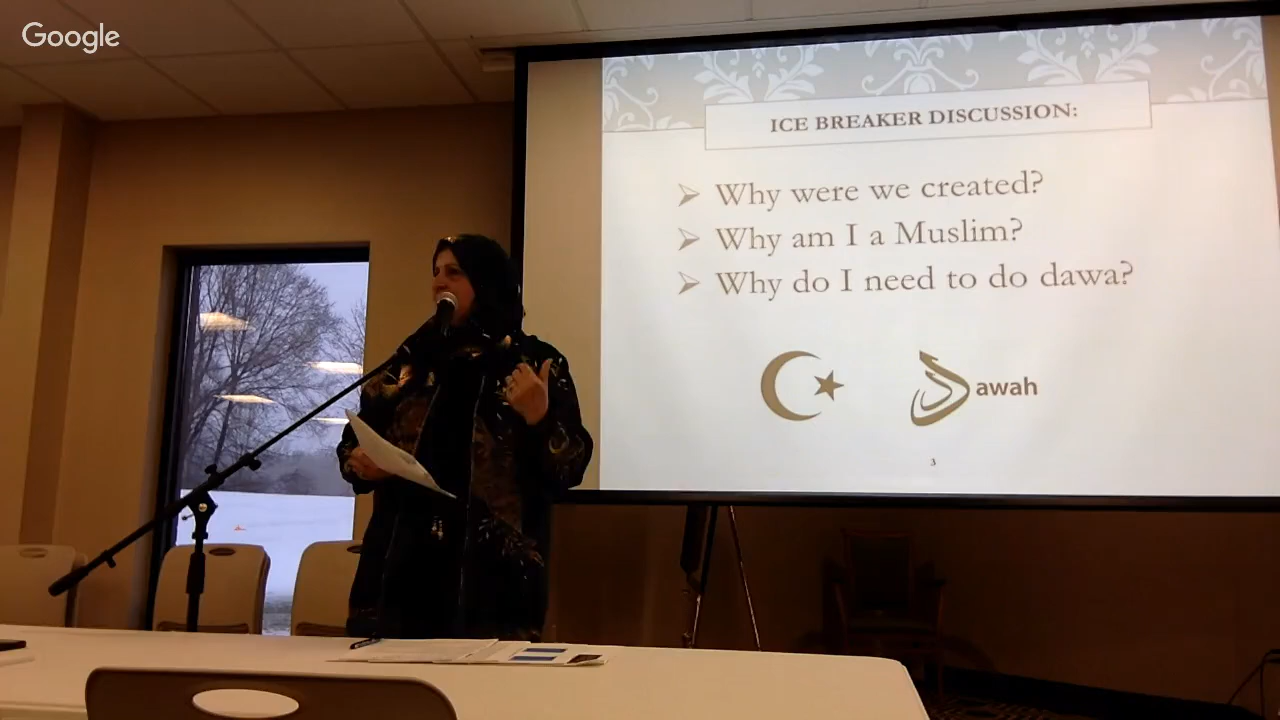 Google
ICE BREAKER DISCUSSION:
Why were we created?
Why am I a Muslim?
Why do I need to do dawa?
د awah
3